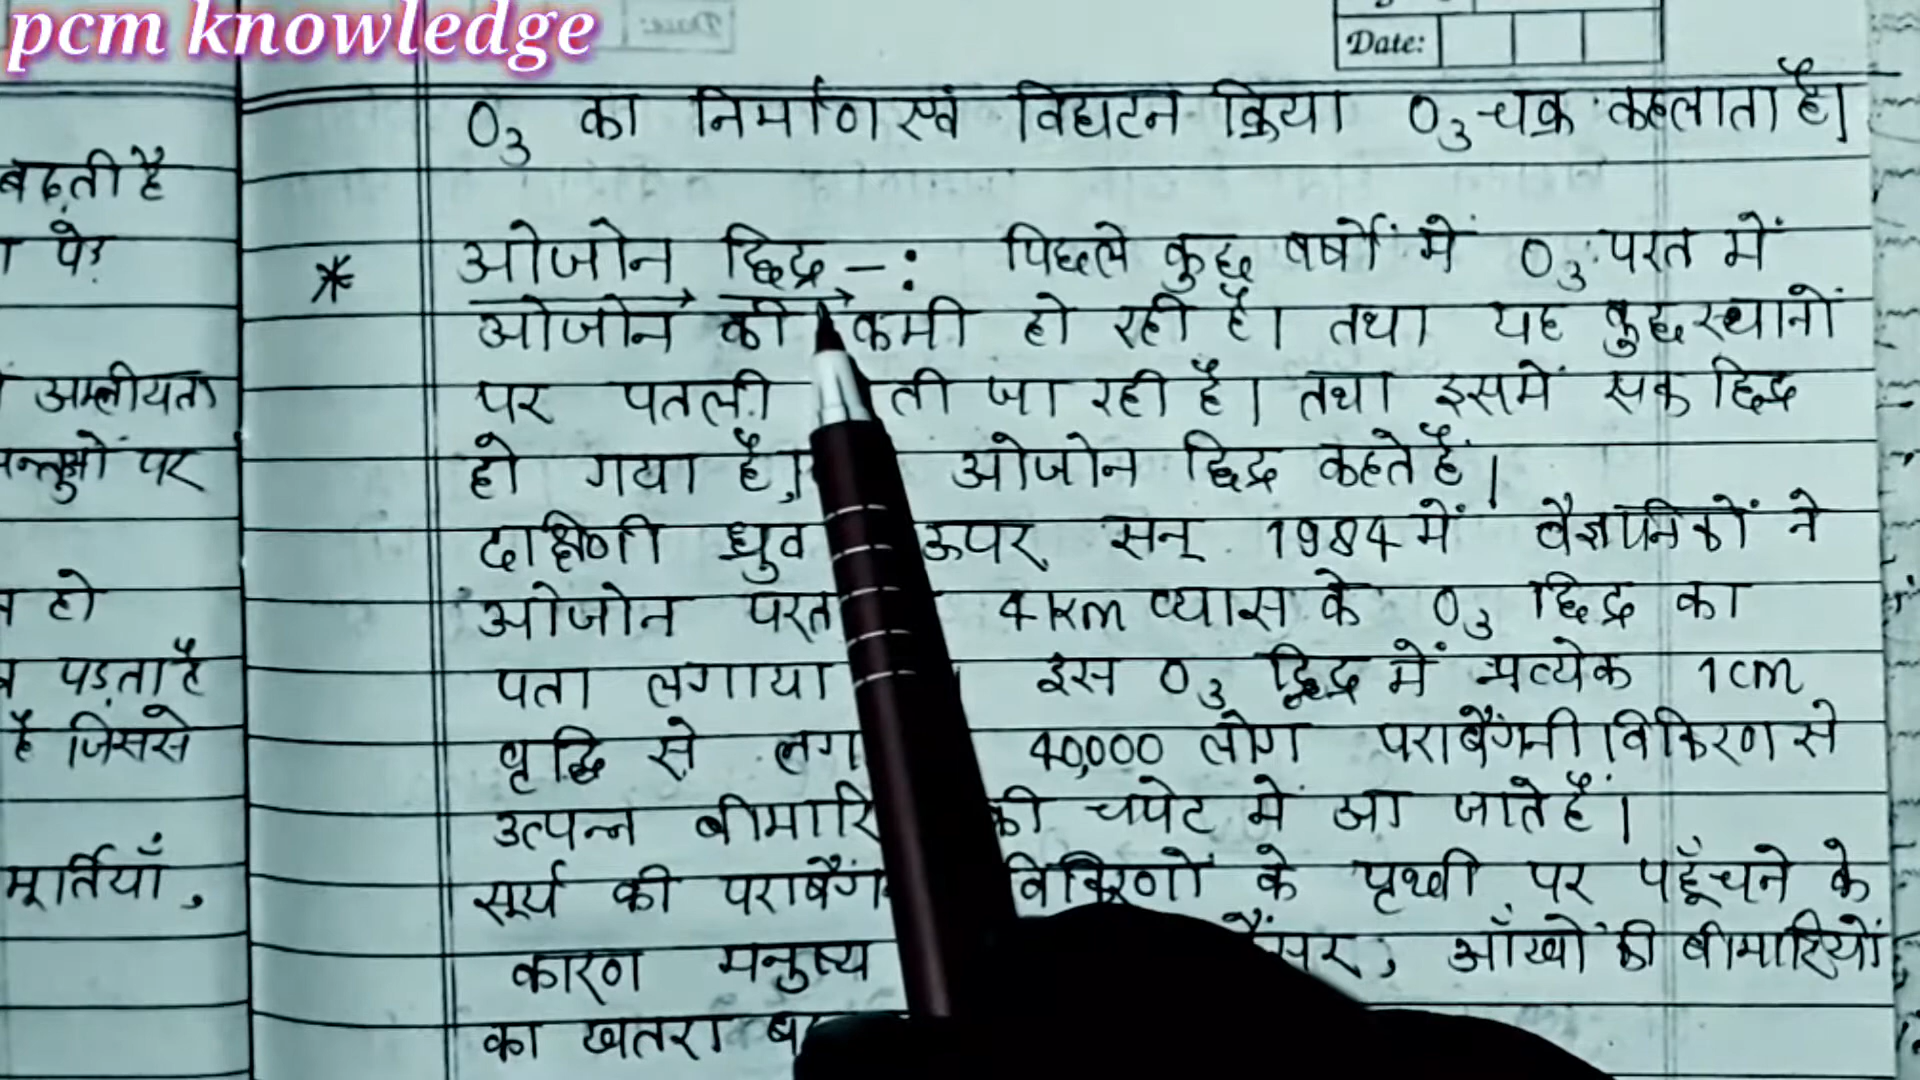 pcm knowledge
Date:
O₃ का निर्माण एवं विघटन क्रिया O₃ चक्र कहलाता है।
बढ़ती है
ओजोन छिद्र -: पिछले कुछ वर्षों में O₃ परत में
* ओजोन की कमी हो रही है। तथा यह कुछ स्थानों
अम्लीयता पर पतली ती जा रही है। तथा इसमें एक छिद्र
पर हो गया है, ओजोन छिद्र कहते हैं।
दक्षिणी ध्रुव ऊपर सन् 1984 में वैज्ञानिकों ने
हो ओजोन परत 41km व्यास के O₃ छिद्र का
पड़ता है पता लगाया इस O₃ छिद्र में प्रत्येक 1cm
है जिससे वृद्धि से लग 40,000 लोग पराबैंगनी विकिरण से
उत्पन्न बीमारि की चपेट में आ जाते हैं।
मूर्तियाँ, सूर्य की पराबैंग विकिरणों के पृथ्वी पर पहुँचने के
कारण मनुष्य ैंसर, आँखों की बीमारियों
का खतरा